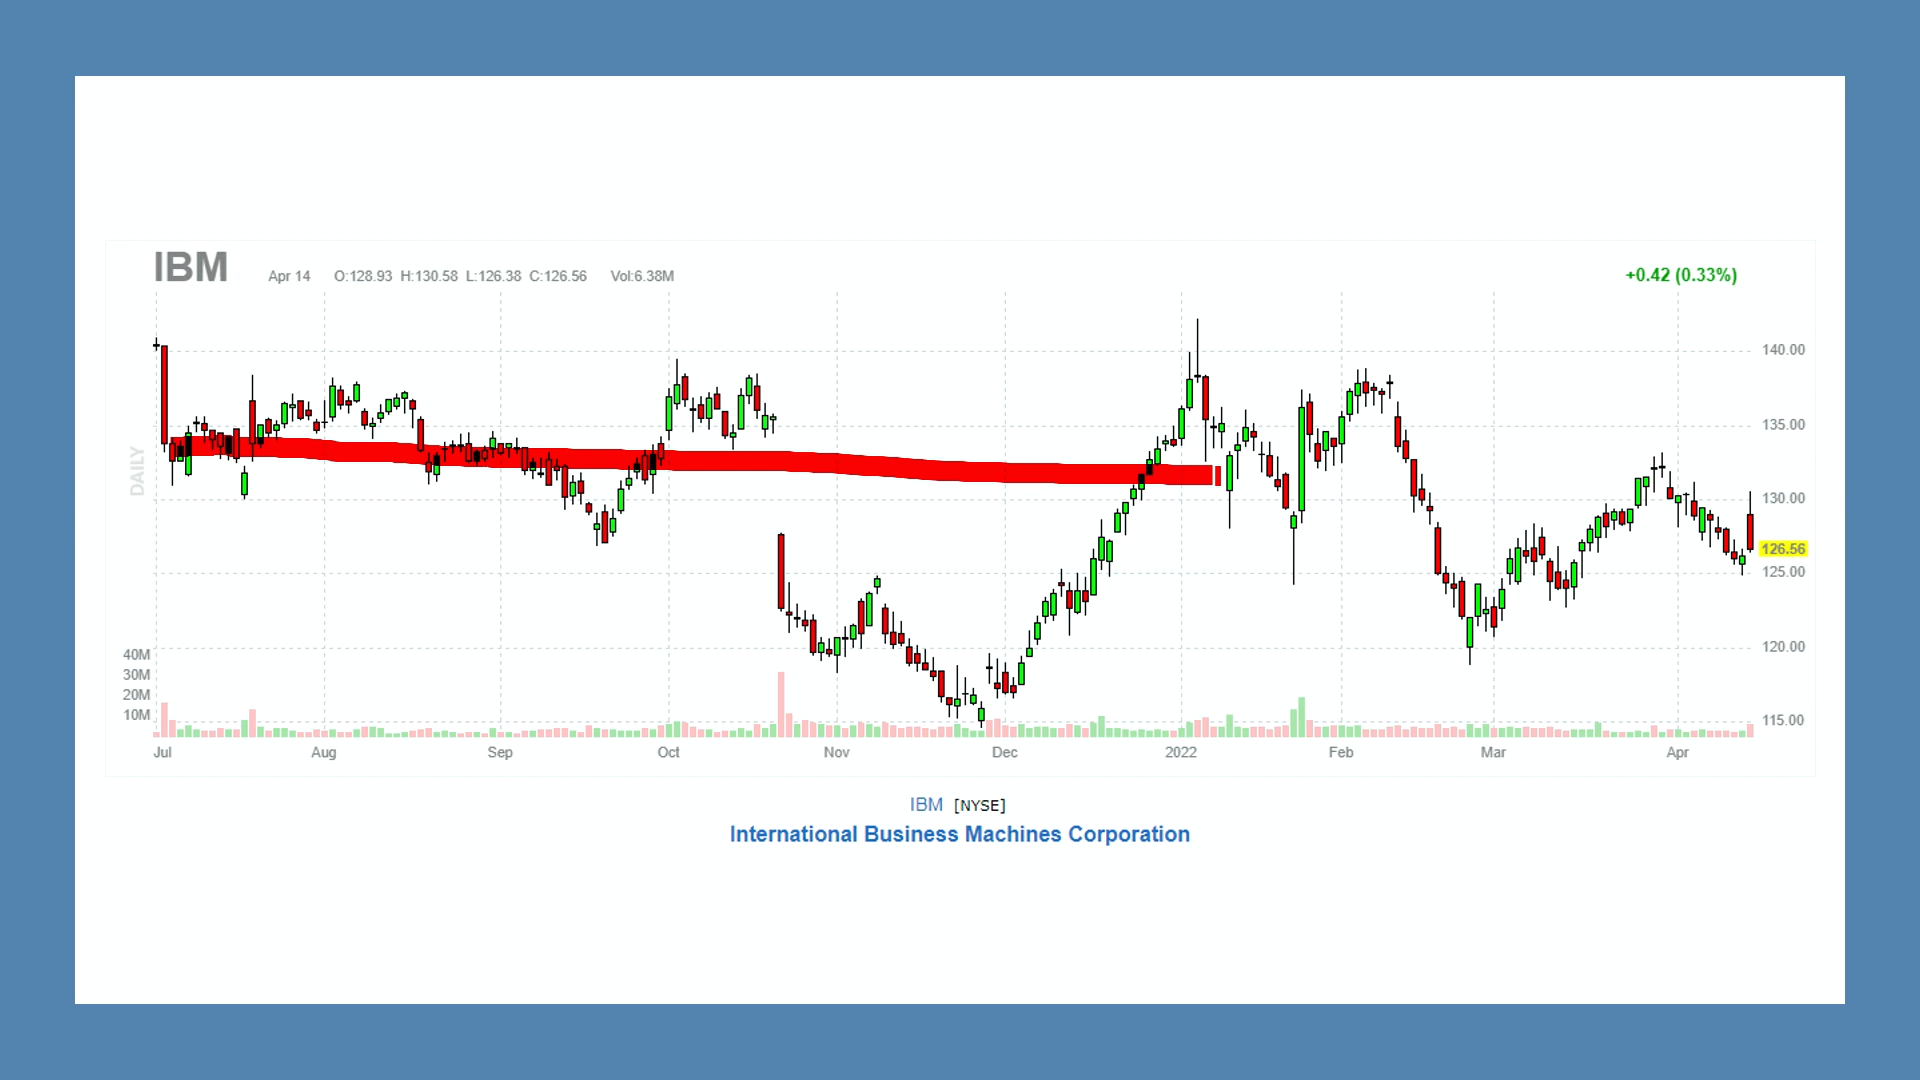 IBM Apr 14 O:128.93 H:130.58 L:126.38 C:126.56 Vol:6.38M +0.42 (0.33%)
140.00
135.00
DAILY
130.00
126.56
125.00
120.00
40M
30M
20M
10M
115.00
Jul Aug Sep Oct Nov Dec 2022 Feb Mar Apr
IBM [NYSE]
International Business Machines Corporation